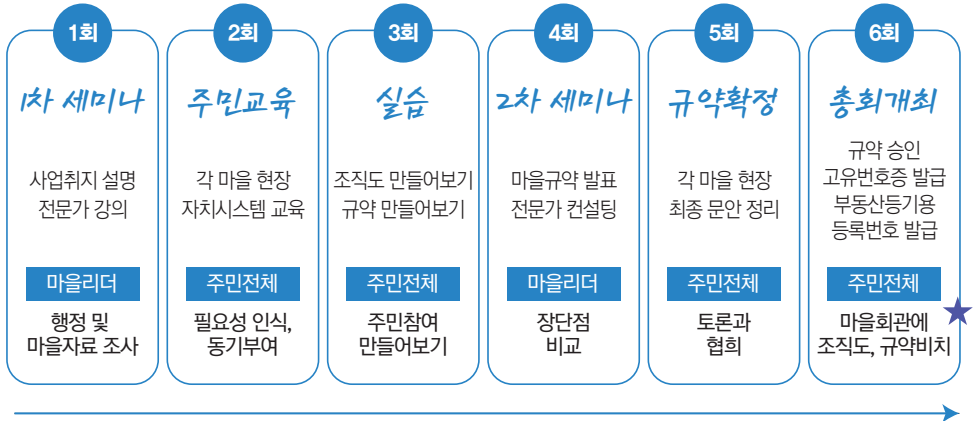 1회
1차 세미나
사업취지 설명
전문가 강의
마을리더
행정 및
마을자료 조사
2회
주민교육
각 마을 현장
자치시스템 교육
주민전체
필요성 인식,
동기부여
3회
실습
조직도 만들어보기
규약 만들어보기
주민전체
주민참여
만들어보기
4회
2차 세미나
마을규약 발표
전문가 컨설팅
마을리더
장단점
비교
5회
규약확정
각 마을 현장
최종 문안 정리
주민전체
토론과
협희
6회
총회개최
규약 승인
고유번호증 발급
부동산등기용
등록번호 발급
주민전체
마을회관에
조직도, 규약비치